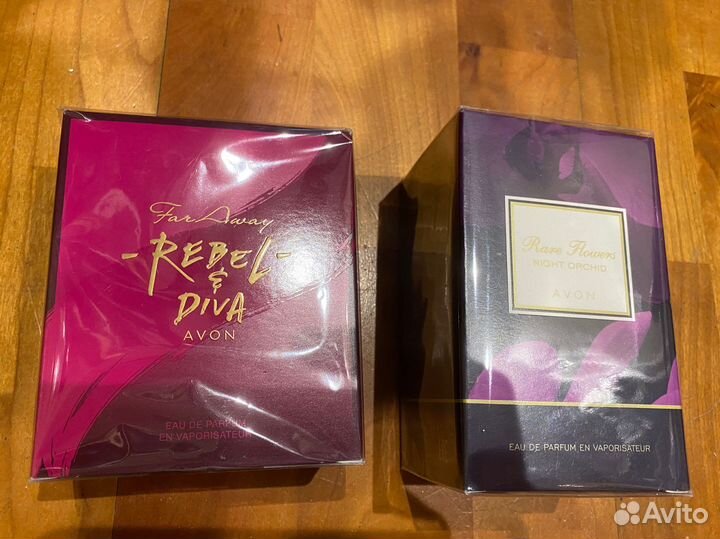 Far Away
-REBEL-
&
DIVA
AVON
EAU DE PARFUM
EN VAPORISATEUR
Rare Flowers
NIGHT ORCHID
AVON
EAU DE PARFUM EN VAPORISATEUR
Avito